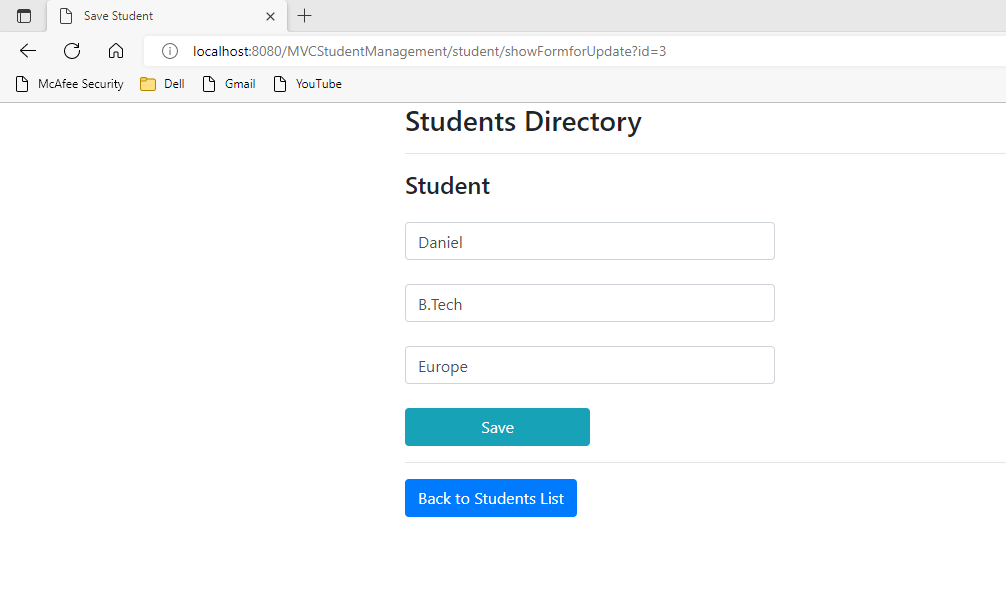 Save Student
localhost:8080/MVCStudentManagement/student/showFormforUpdate?id=3
McAfee Security Dell Gmail YouTube
Students Directory
Student
Daniel
B.Tech
Europe
Save
Back to Students List